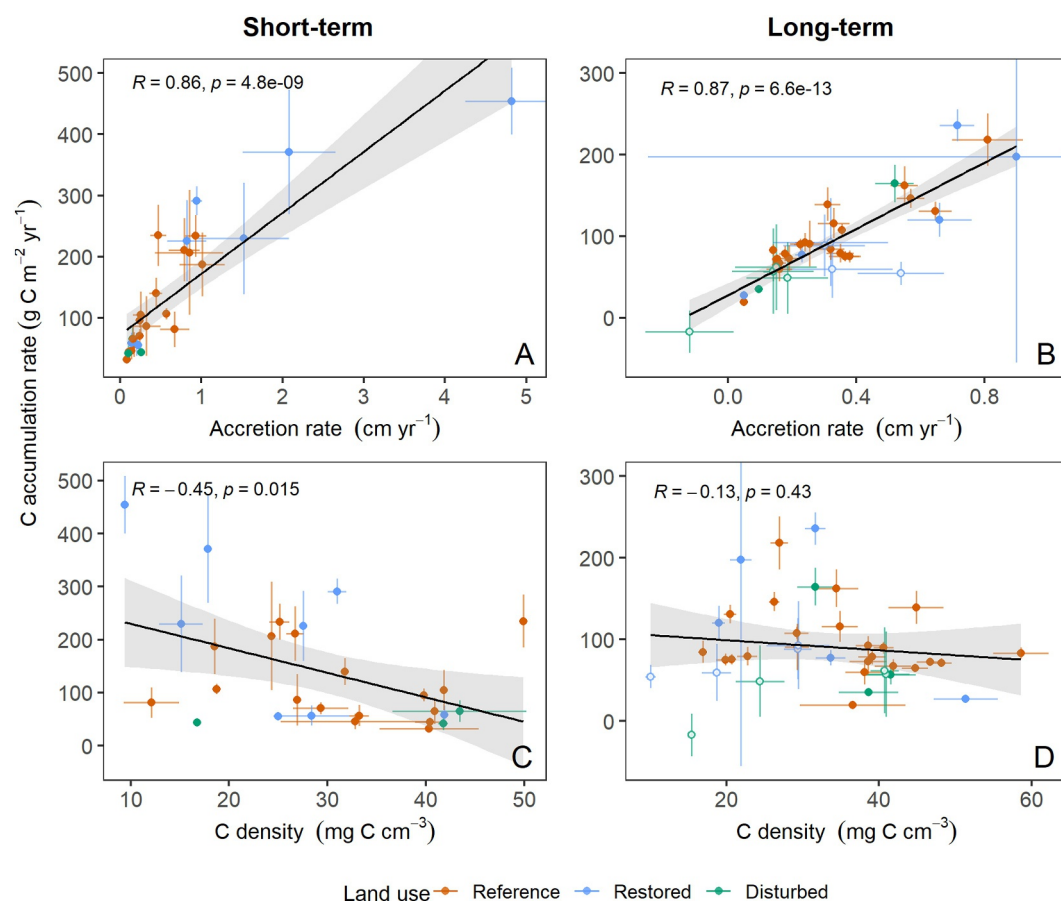 Short-term
Long-term
C accumulation rate (g C m⁻² yr⁻¹)
500
400
300
200
100
R = 0.86, p = 4.8e-09
A
0
1
2
3
4
5
Accretion rate (cm yr⁻¹)
300
200
100
0
R = 0.87, p = 6.6e-13
B
0.0
0.4
0.8
Accretion rate (cm yr⁻¹)
500
400
300
200
100
0
R = −0.45, p = 0.015
C
10
20
30
40
50
C density (mg C cm⁻³)
300
200
100
0
R = −0.13, p = 0.43
D
20
40
60
C density (mg C cm⁻³)
Land use Reference Restored Disturbed